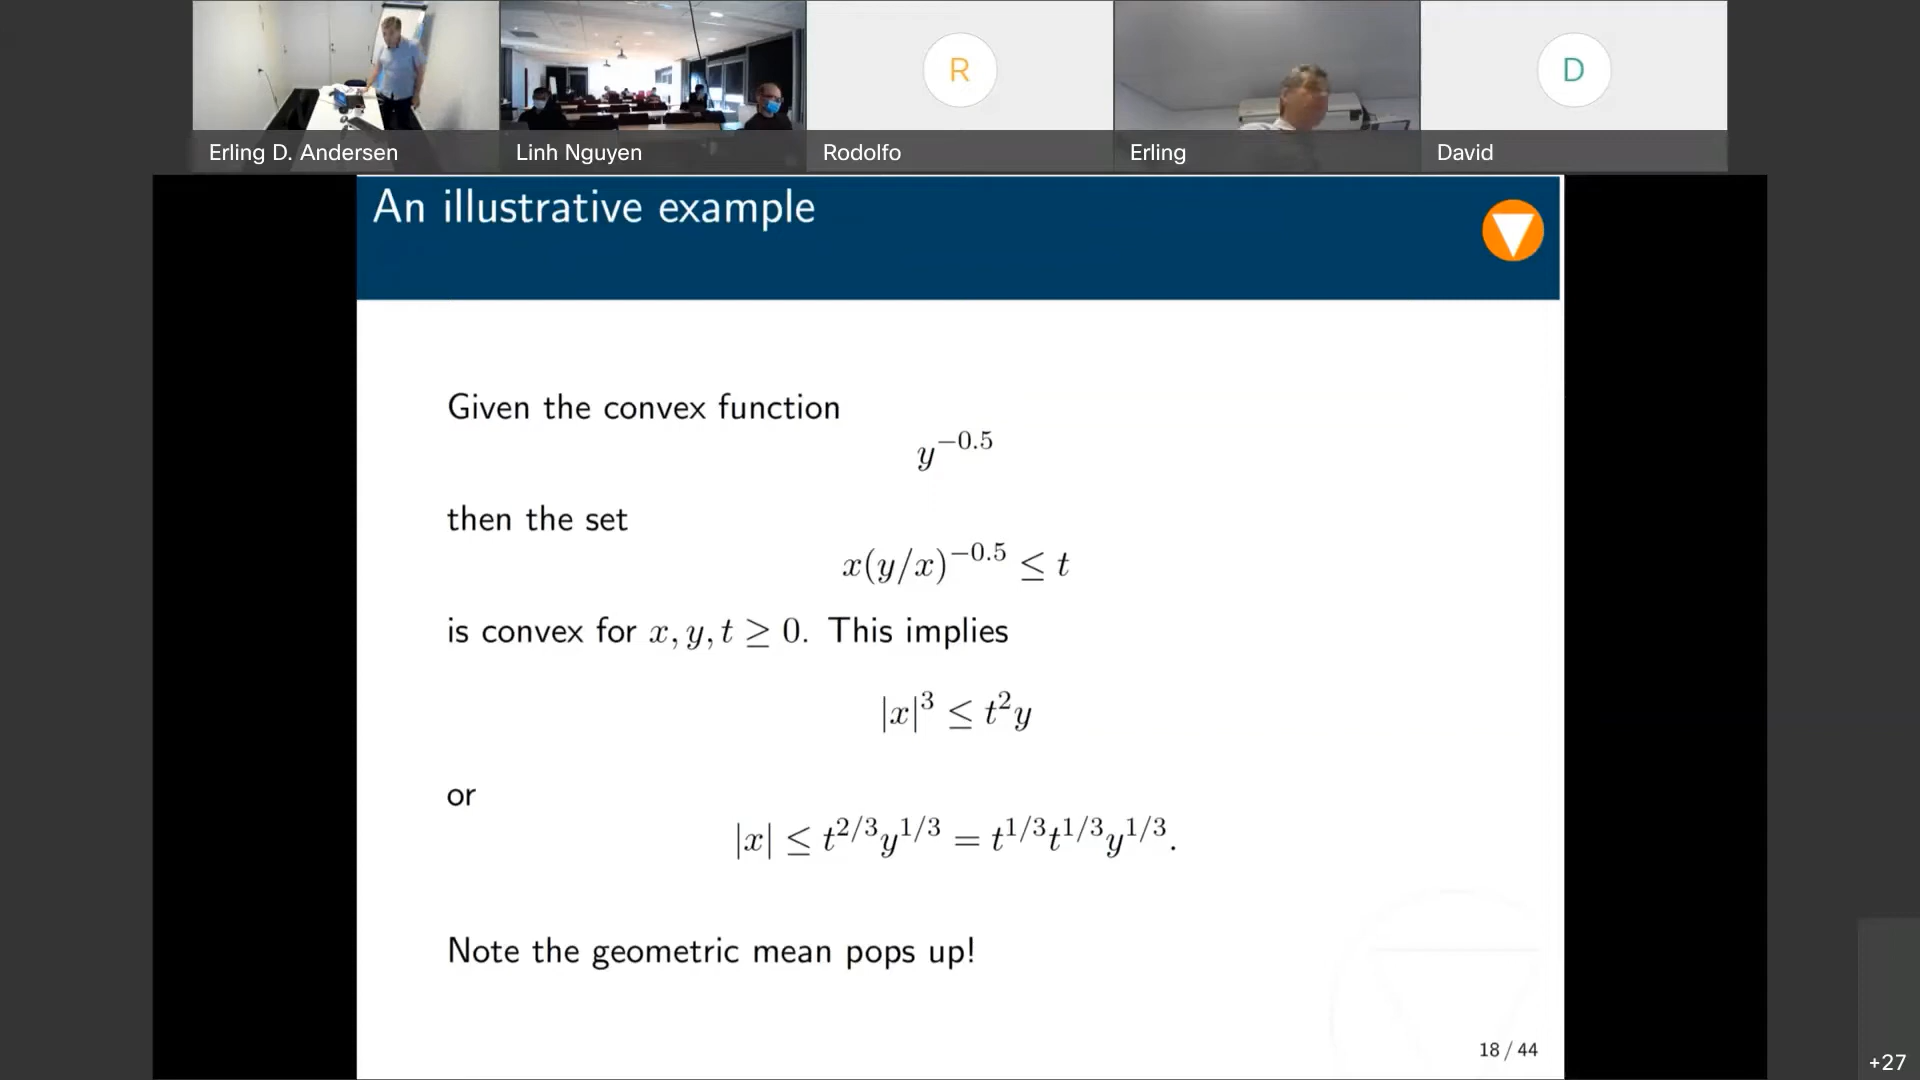 R
D
Erling D. Andersen
Linh Nguyen
Rodolfo
Erling
David
An illustrative example
Given the convex function
y^{-0.5}
then the set
x(y/x)^{-0.5} ≤ t
is convex for x, y, t ≥ 0. This implies
|x|^3 ≤ t^2y
or
|x| ≤ t^{2/3}y^{1/3} = t^{1/3}t^{1/3}y^{1/3}.
Note the geometric mean pops up!
18 / 44
+27